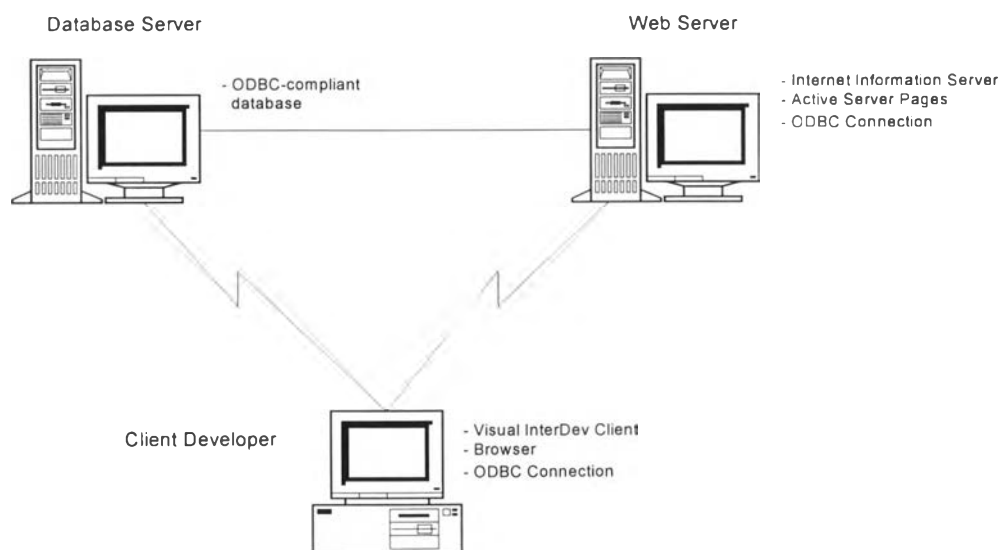 Database Server
Web Server
- ODBC-compliant
database
- Internet Information Server
- Active Server Pages
- ODBC Connection
Client Developer
- Visual InterDev Client
- Browser
- ODBC Connection